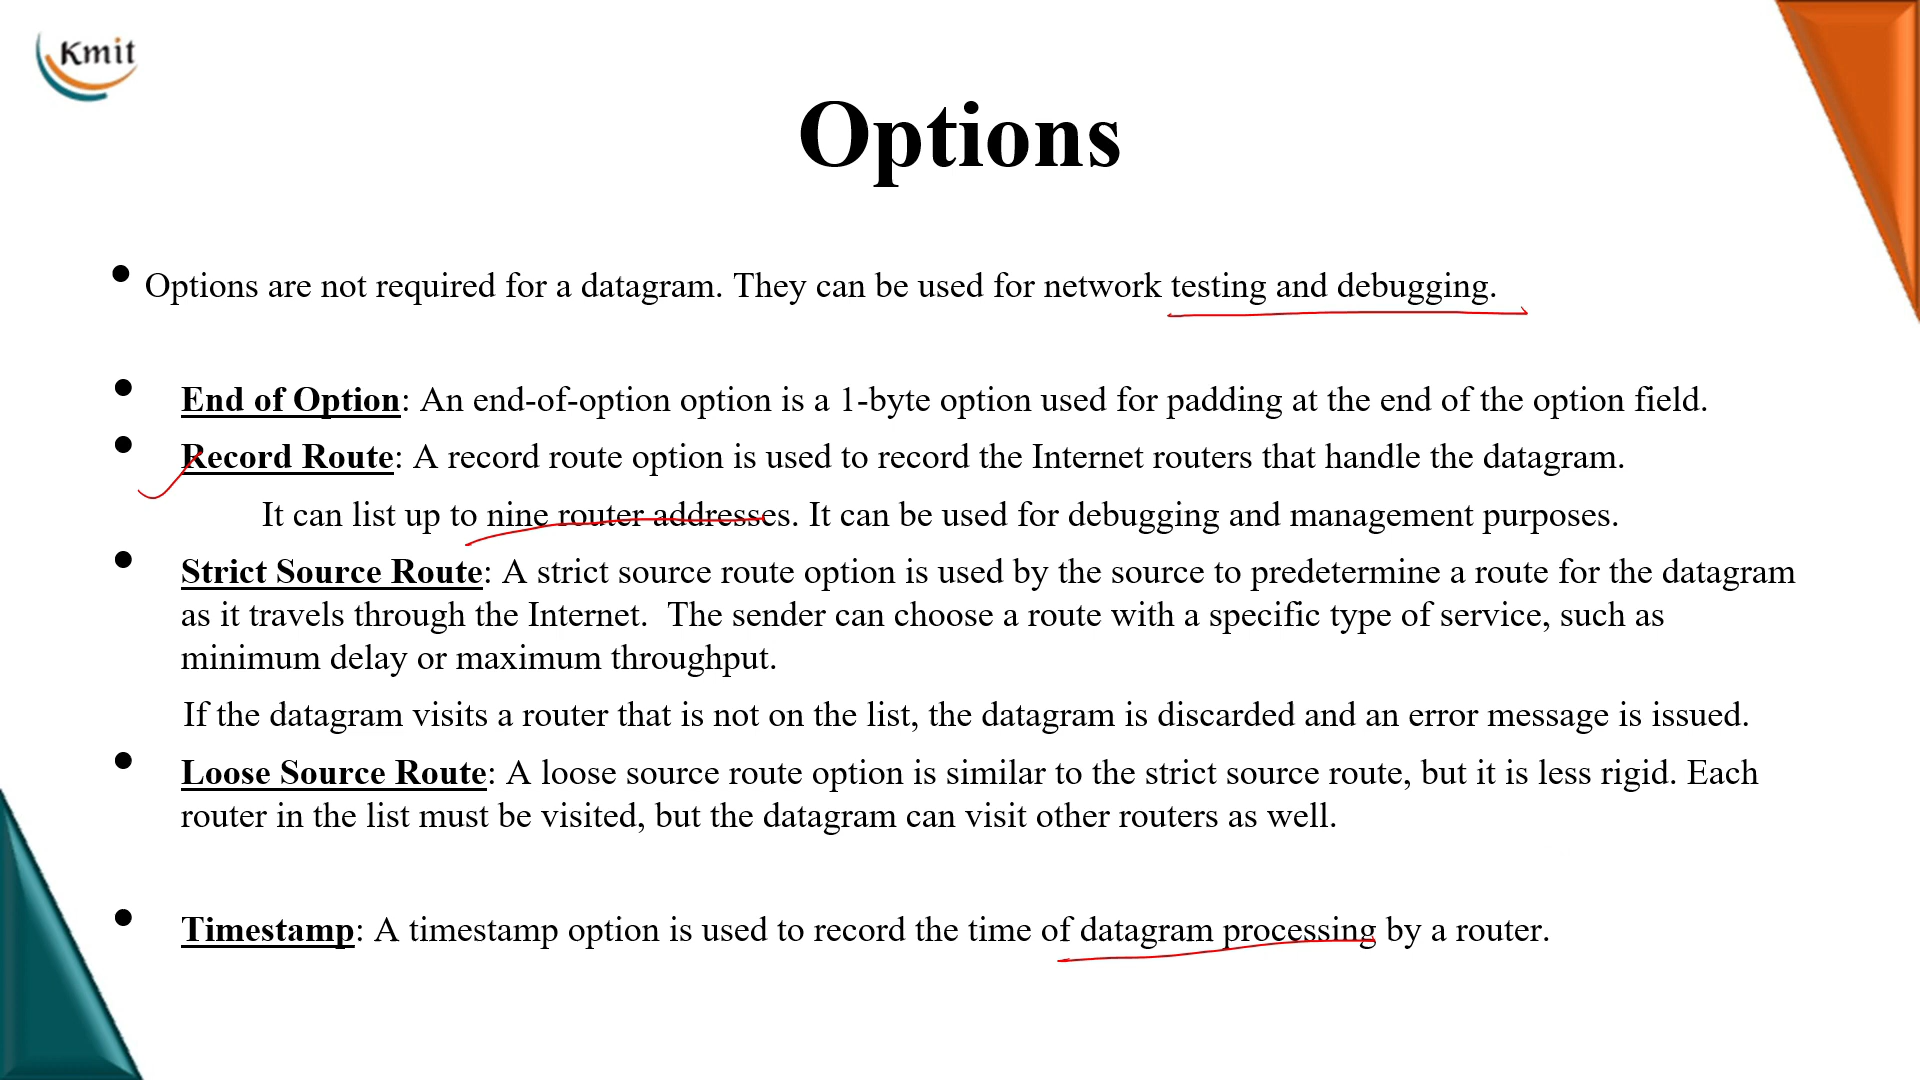 Kmit
Options
• Options are not required for a datagram. They can be used for network testing and debugging.
• End of Option: An end-of-option option is a 1-byte option used for padding at the end of the option field.
• Record Route: A record route option is used to record the Internet routers that handle the datagram.
It can list up to nine router addresses. It can be used for debugging and management purposes.
• Strict Source Route: A strict source route option is used by the source to predetermine a route for the datagram
as it travels through the Internet.  The sender can choose a route with a specific type of service, such as
minimum delay or maximum throughput.
If the datagram visits a router that is not on the list, the datagram is discarded and an error message is issued.
• Loose Source Route: A loose source route option is similar to the strict source route, but it is less rigid. Each
router in the list must be visited, but the datagram can visit other routers as well.
• Timestamp: A timestamp option is used to record the time of datagram processing by a router.